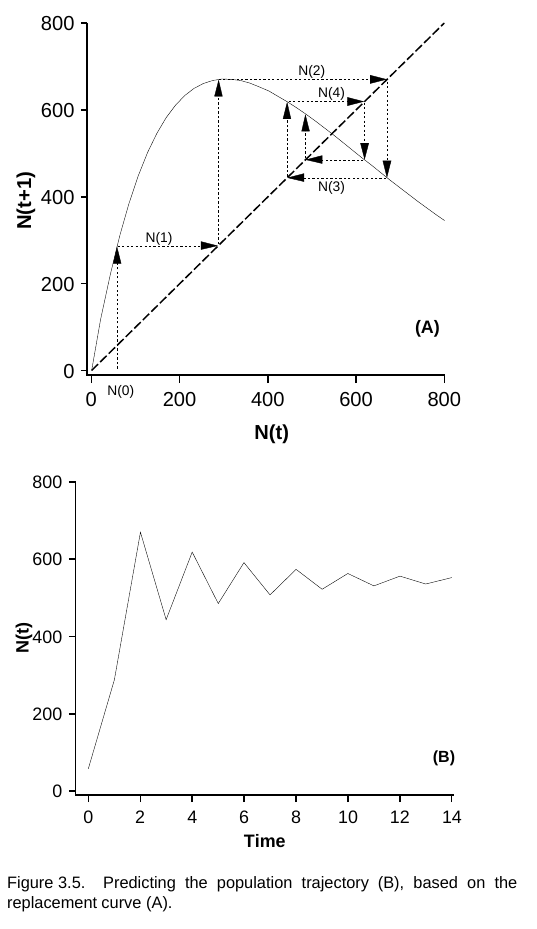 800
600
400
200
0
N(t+1)
N(2)
N(4)
N(3)
N(1)
(A)
N(0)
0 200 400 600 800
N(t)
800
600
400
200
0
N(t)
(B)
0 2 4 6 8 10 12 14
Time
Figure 3.5. Predicting the population trajectory (B), based on the
replacement curve (A).